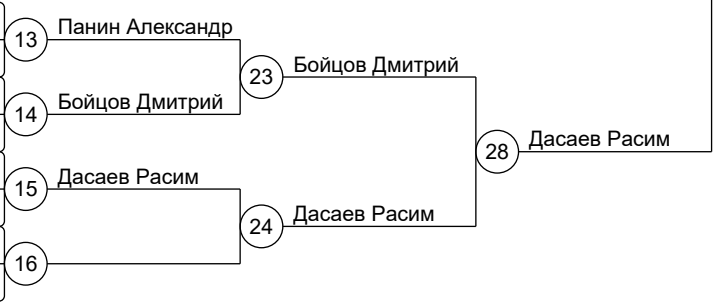 13 Панин Александр
23 Бойцов Дмитрий
14 Бойцов Дмитрий
28 Дасаев Расим
15 Дасаев Расим
24 Дасаев Расим
16